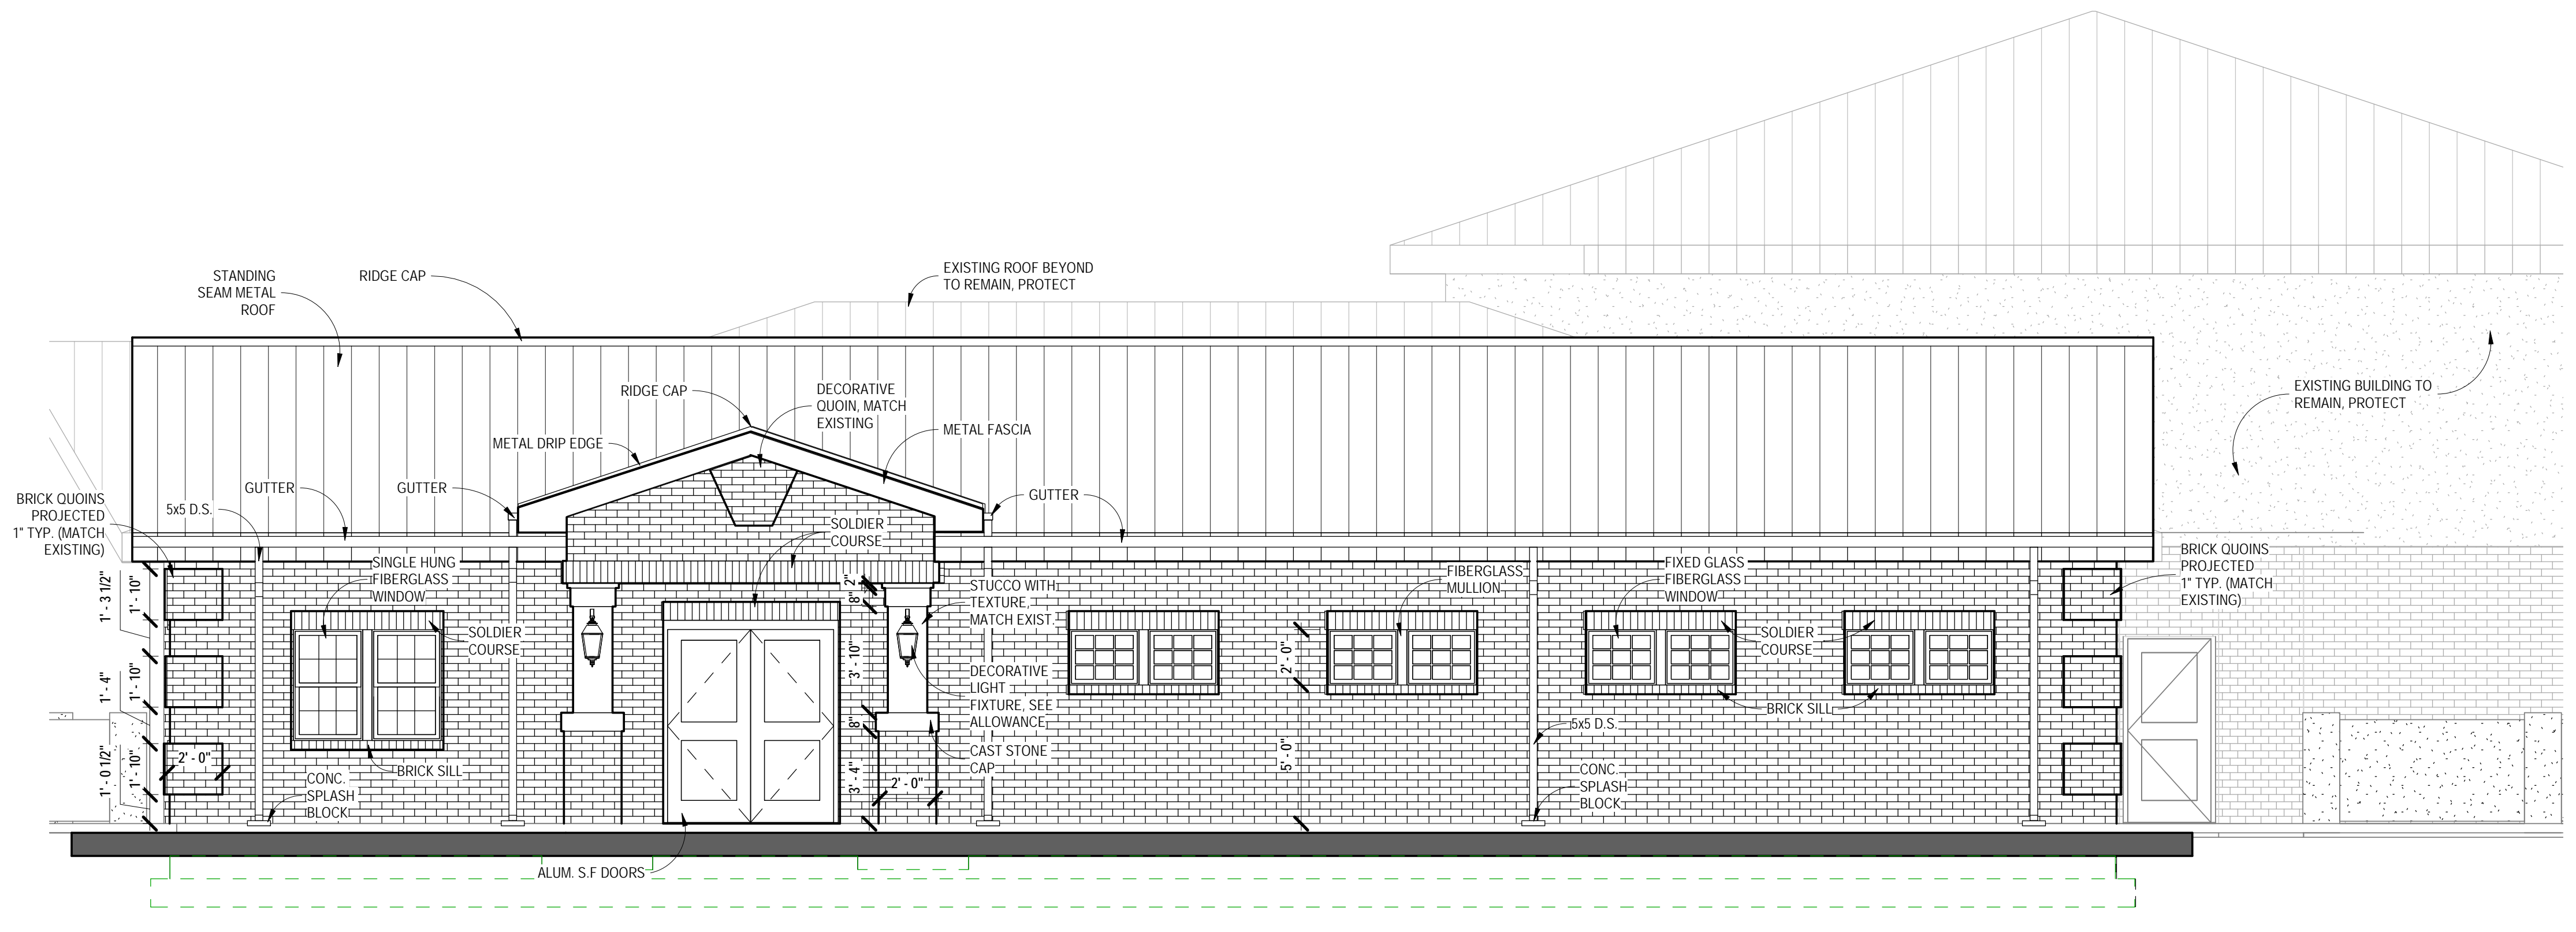 STANDING
SEAM METAL
ROOF
RIDGE CAP
EXISTING ROOF BEYOND
TO REMAIN, PROTECT
RIDGE CAP
DECORATIVE
QUOIN, MATCH
EXISTING
METAL DRIP EDGE
METAL FASCIA
EXISTING BUILDING TO
REMAIN, PROTECT
BRICK QUOINS
PROJECTED
1" TYP. (MATCH
EXISTING)
5x5 D.S.
GUTTER
GUTTER
GUTTER
SOLDIER
COURSE
SINGLE HUNG
FIBERGLASS
WINDOW
SOLDIER
COURSE
STUCCO WITH
TEXTURE,
MATCH EXIST.
FIBERGLASS
MULLION
FIXED GLASS
FIBERGLASS
WINDOW
SOLDIER
COURSE
BRICK QUOINS
PROJECTED
1" TYP. (MATCH
EXISTING)
DECORATIVE
LIGHT
FIXTURE, SEE
ALLOWANCE
CAST STONE
CAP
BRICK SILL
5x5 D.S.
BRICK SILL
CONC.
SPLASH
BLOCK
CONC.
SPLASH
BLOCK
ALUM. S.F DOORS
1' - 3 1/2"
1' - 10"
1' - 4"
1' - 10"
1' - 0 1/2"
1' - 10"
2' - 0"
2"
8"
3' - 10"
8"
3' - 4"
2' - 0"
2' - 0"
5' - 0"